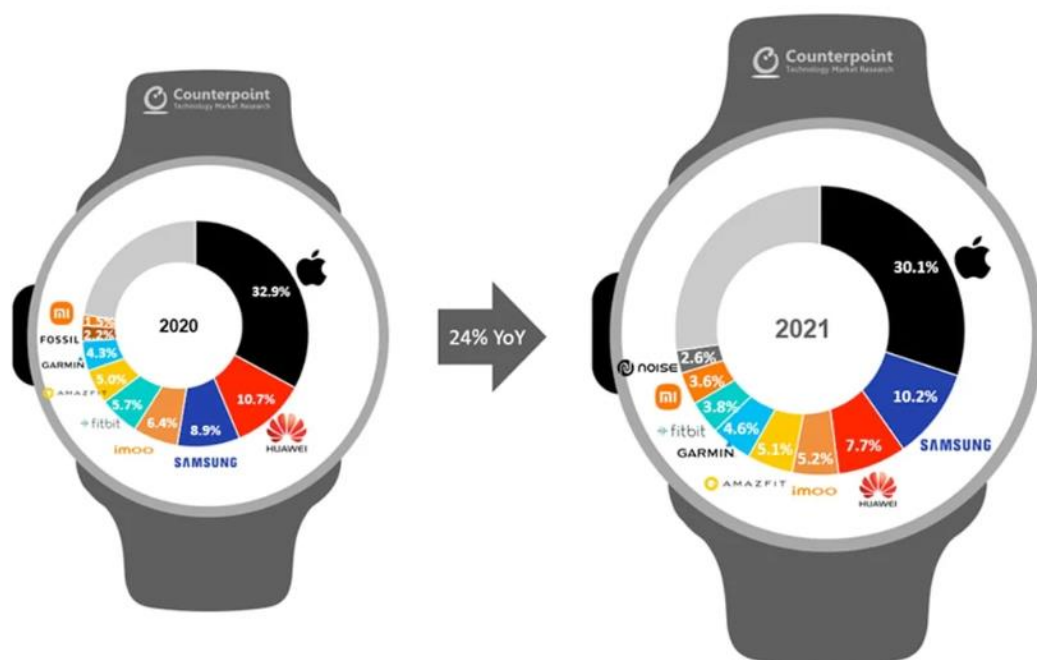 Counterpoint
Technology Market Research
32.9%
10.7%
HUAWEI
8.9%
SAMSUNG
6.4%
imoo
5.7%
fitbit
5.0%
AMAZFIT
4.3%
GARMIN
2.2%
FOSSIL
mi
2020
24% YoY
Counterpoint
Technology Market Research
30.1%
10.2%
SAMSUNG
7.7%
HUAWEI
5.2%
imoo
5.1%
AMAZFIT
4.6%
GARMIN
3.8%
fitbit
3.6%
mi
2.6%
NOISE
2021